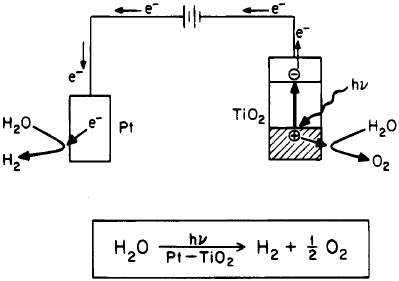 e⁻ e⁻
e⁻ e⁻
hν
TiO₂
H₂O e⁻ Pt H₂O
H₂ O₂
⊖
⊕
H₂O hν/Pt–TiO₂ → H₂ + ½ O₂